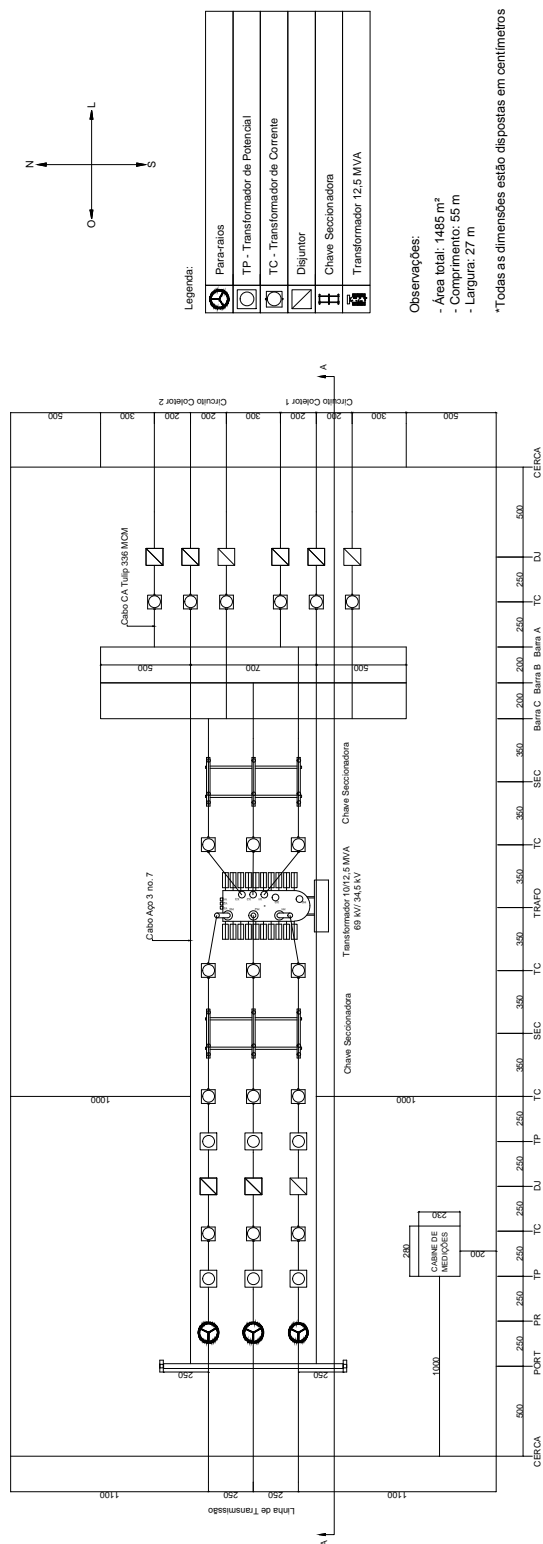 N
S
O
L
Legenda:
Para-raios
TP - Transformador de Potencial
TC - Transformador de Corrente
Disjuntor
Chave Seccionadora
Transformador 12,5 MVA
Observações:
- Área total: 1485 m²
- Comprimento: 55 m
- Largura: 27 m
*Todas as dimensões estão dispostas em centímetros
Linha de Transmissão
1100
250
250
1100
250
250
1000
1000
Cabo Aço 3 no. 7
Cabo CA Tulip 336 MCM
Chave Seccionadora
Transformador 10/12,5 MVA
69 kV/ 34,5 kV
Chave Seccionadora
500
700
500
Circuito Coletor 2
Circuito Coletor 1
500
300
200
200
300
200
200
300
500
A
A
280
230
CABINE DE
MEDIÇÕES
200
1000
500 250 250 250 250 250 250 350 350 350 350 350 350 200 200 250 250 500
CERCA PORT PR TP TC DJ TP TC SEC TC TRAFO TC SEC Barra C Barra B Barra A TC DJ CERCA